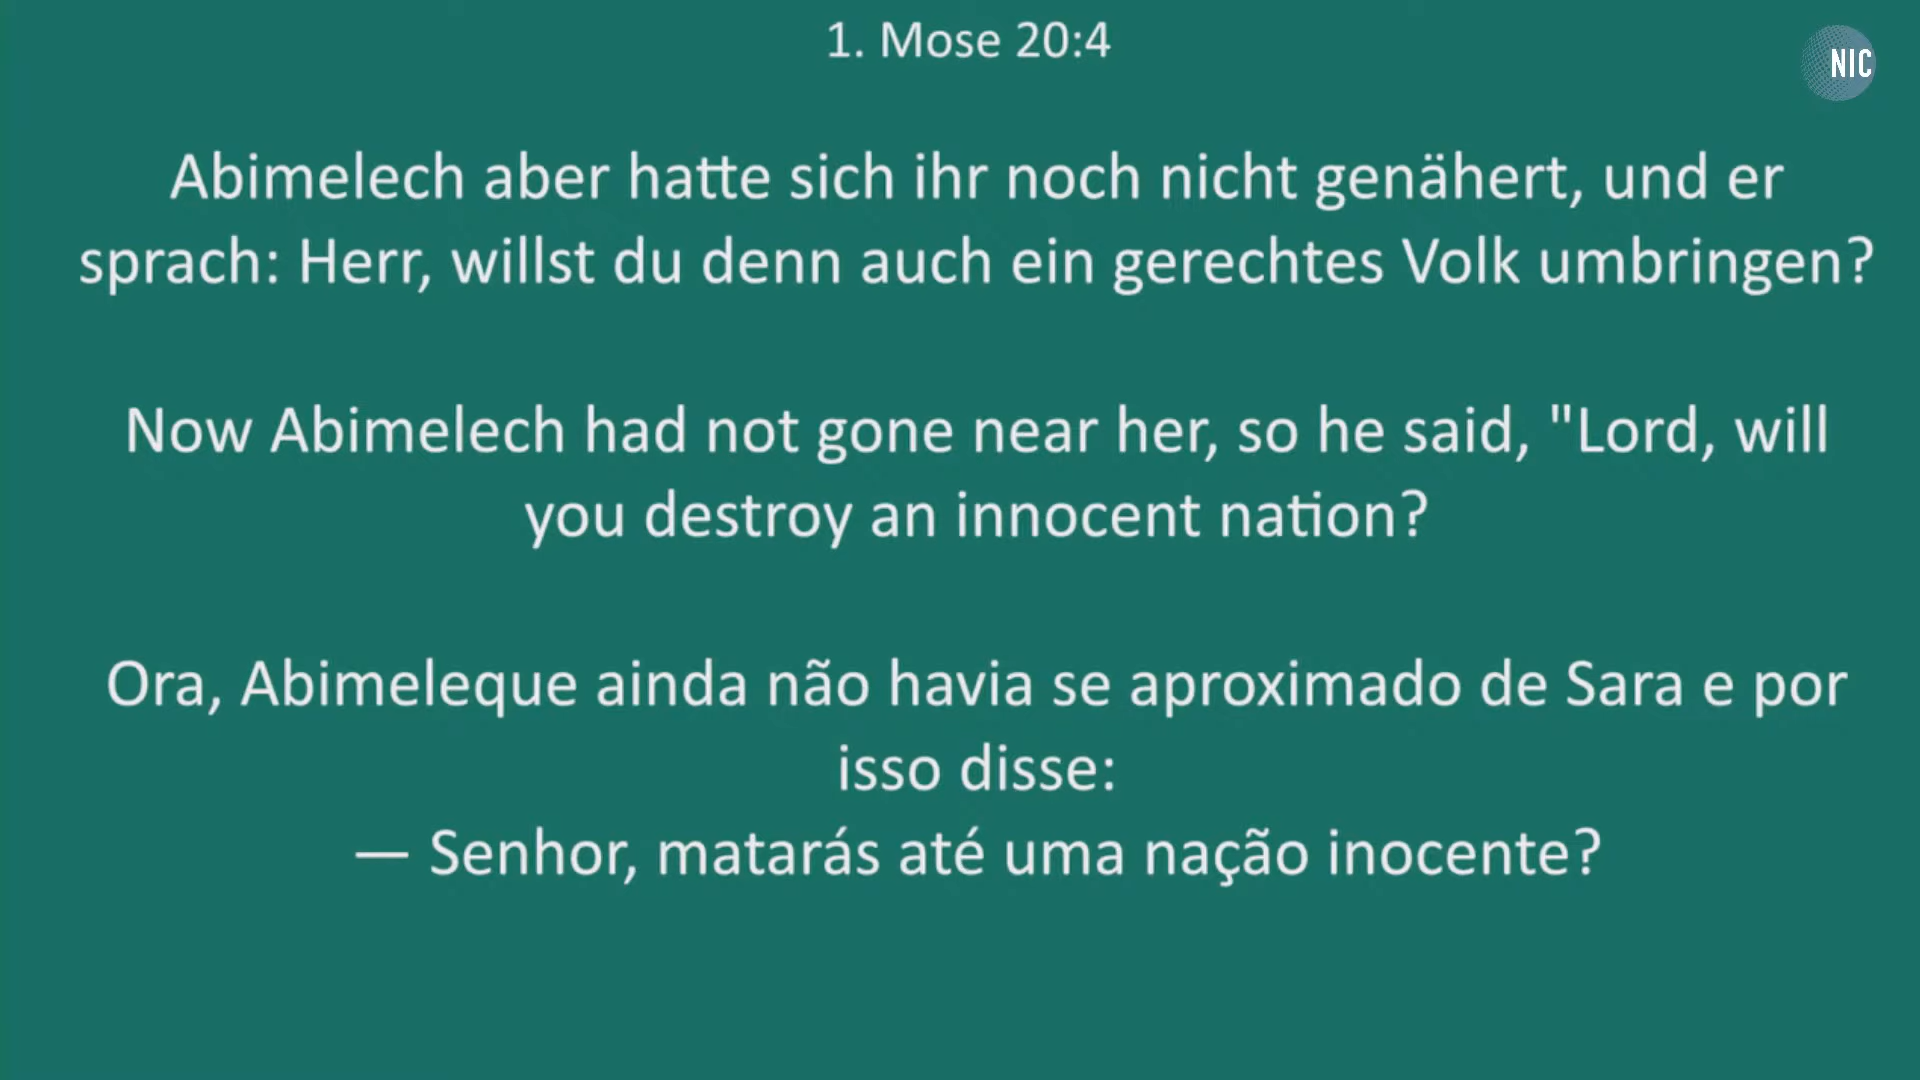 1. Mose 20:4
NIC
Abimelech aber hatte sich ihr noch nicht genähert, und er
sprach: Herr, willst du denn auch ein gerechtes Volk umbringen?
Now Abimelech had not gone near her, so he said, "Lord, will
you destroy an innocent nation?
Ora, Abimeleque ainda não havia se aproximado de Sara e por
isso disse:
— Senhor, matarás até uma nação inocente?